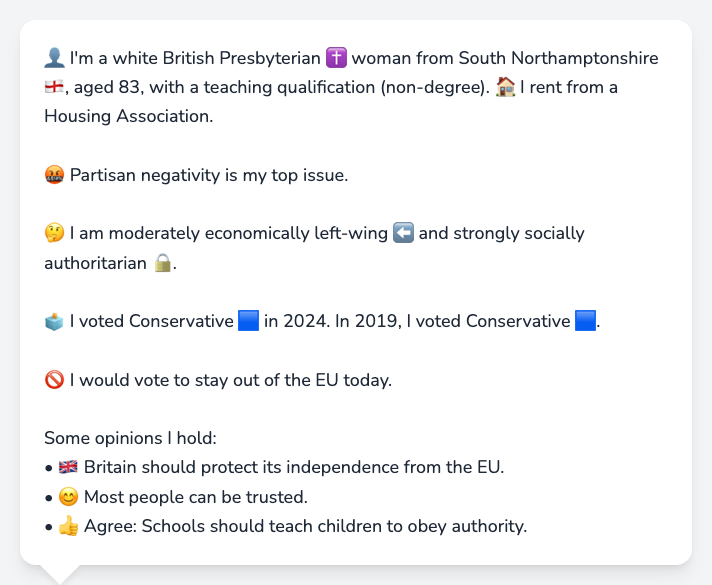 👤 I'm a white British Presbyterian ✝️ woman from South Northamptonshire
🏴󠁧󠁢󠁥󠁮󠁧󠁿, aged 83, with a teaching qualification (non-degree). 🏠 I rent from a
Housing Association.
🤬 Partisan negativity is my top issue.
🤔 I am moderately economically left-wing ⬅️ and strongly socially
authoritarian 🔒.
🗳️ I voted Conservative 🟦 in 2024. In 2019, I voted Conservative 🟦.
🚫 I would vote to stay out of the EU today.
Some opinions I hold:
• 🇬🇧 Britain should protect its independence from the EU.
• 😊 Most people can be trusted.
• 👍 Agree: Schools should teach children to obey authority.